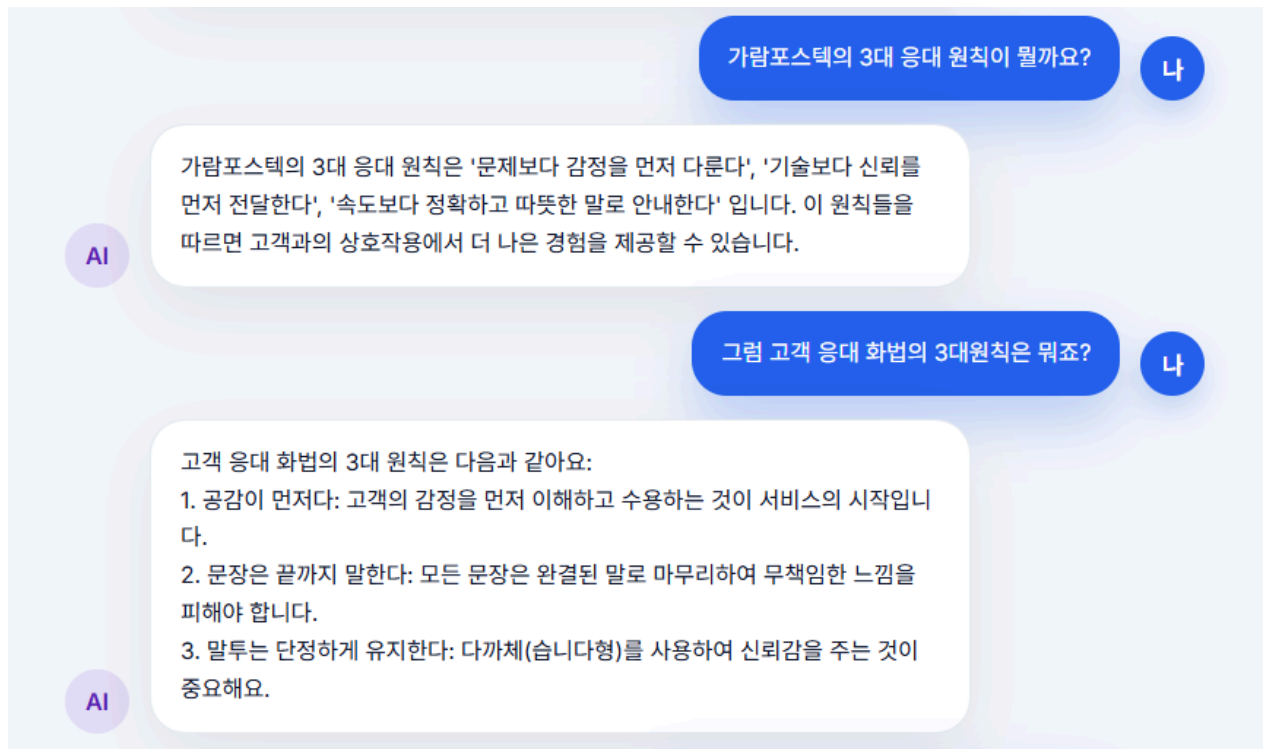 가람포스텍의 3대 응대 원칙이 뭘까요?
나
가람포스텍의 3대 응대 원칙은 '문제보다 감정을 먼저 다룬다', '기술보다 신뢰를
먼저 전달한다', '속도보다 정확하고 따뜻한 말로 안내한다' 입니다. 이 원칙들을
따르면 고객과의 상호작용에서 더 나은 경험을 제공할 수 있습니다.
AI
그럼 고객 응대 화법의 3대원칙은 뭐죠?
나
고객 응대 화법의 3대 원칙은 다음과 같아요:
1. 공감이 먼저다: 고객의 감정을 먼저 이해하고 수용하는 것이 서비스의 시작입니
다.
2. 문장은 끝까지 말한다: 모든 문장은 완결된 말로 마무리하여 무책임한 느낌을
피해야 합니다.
3. 말투는 단정하게 유지한다: 다까체(습니다형)를 사용하여 신뢰감을 주는 것이
중요해요.
AI